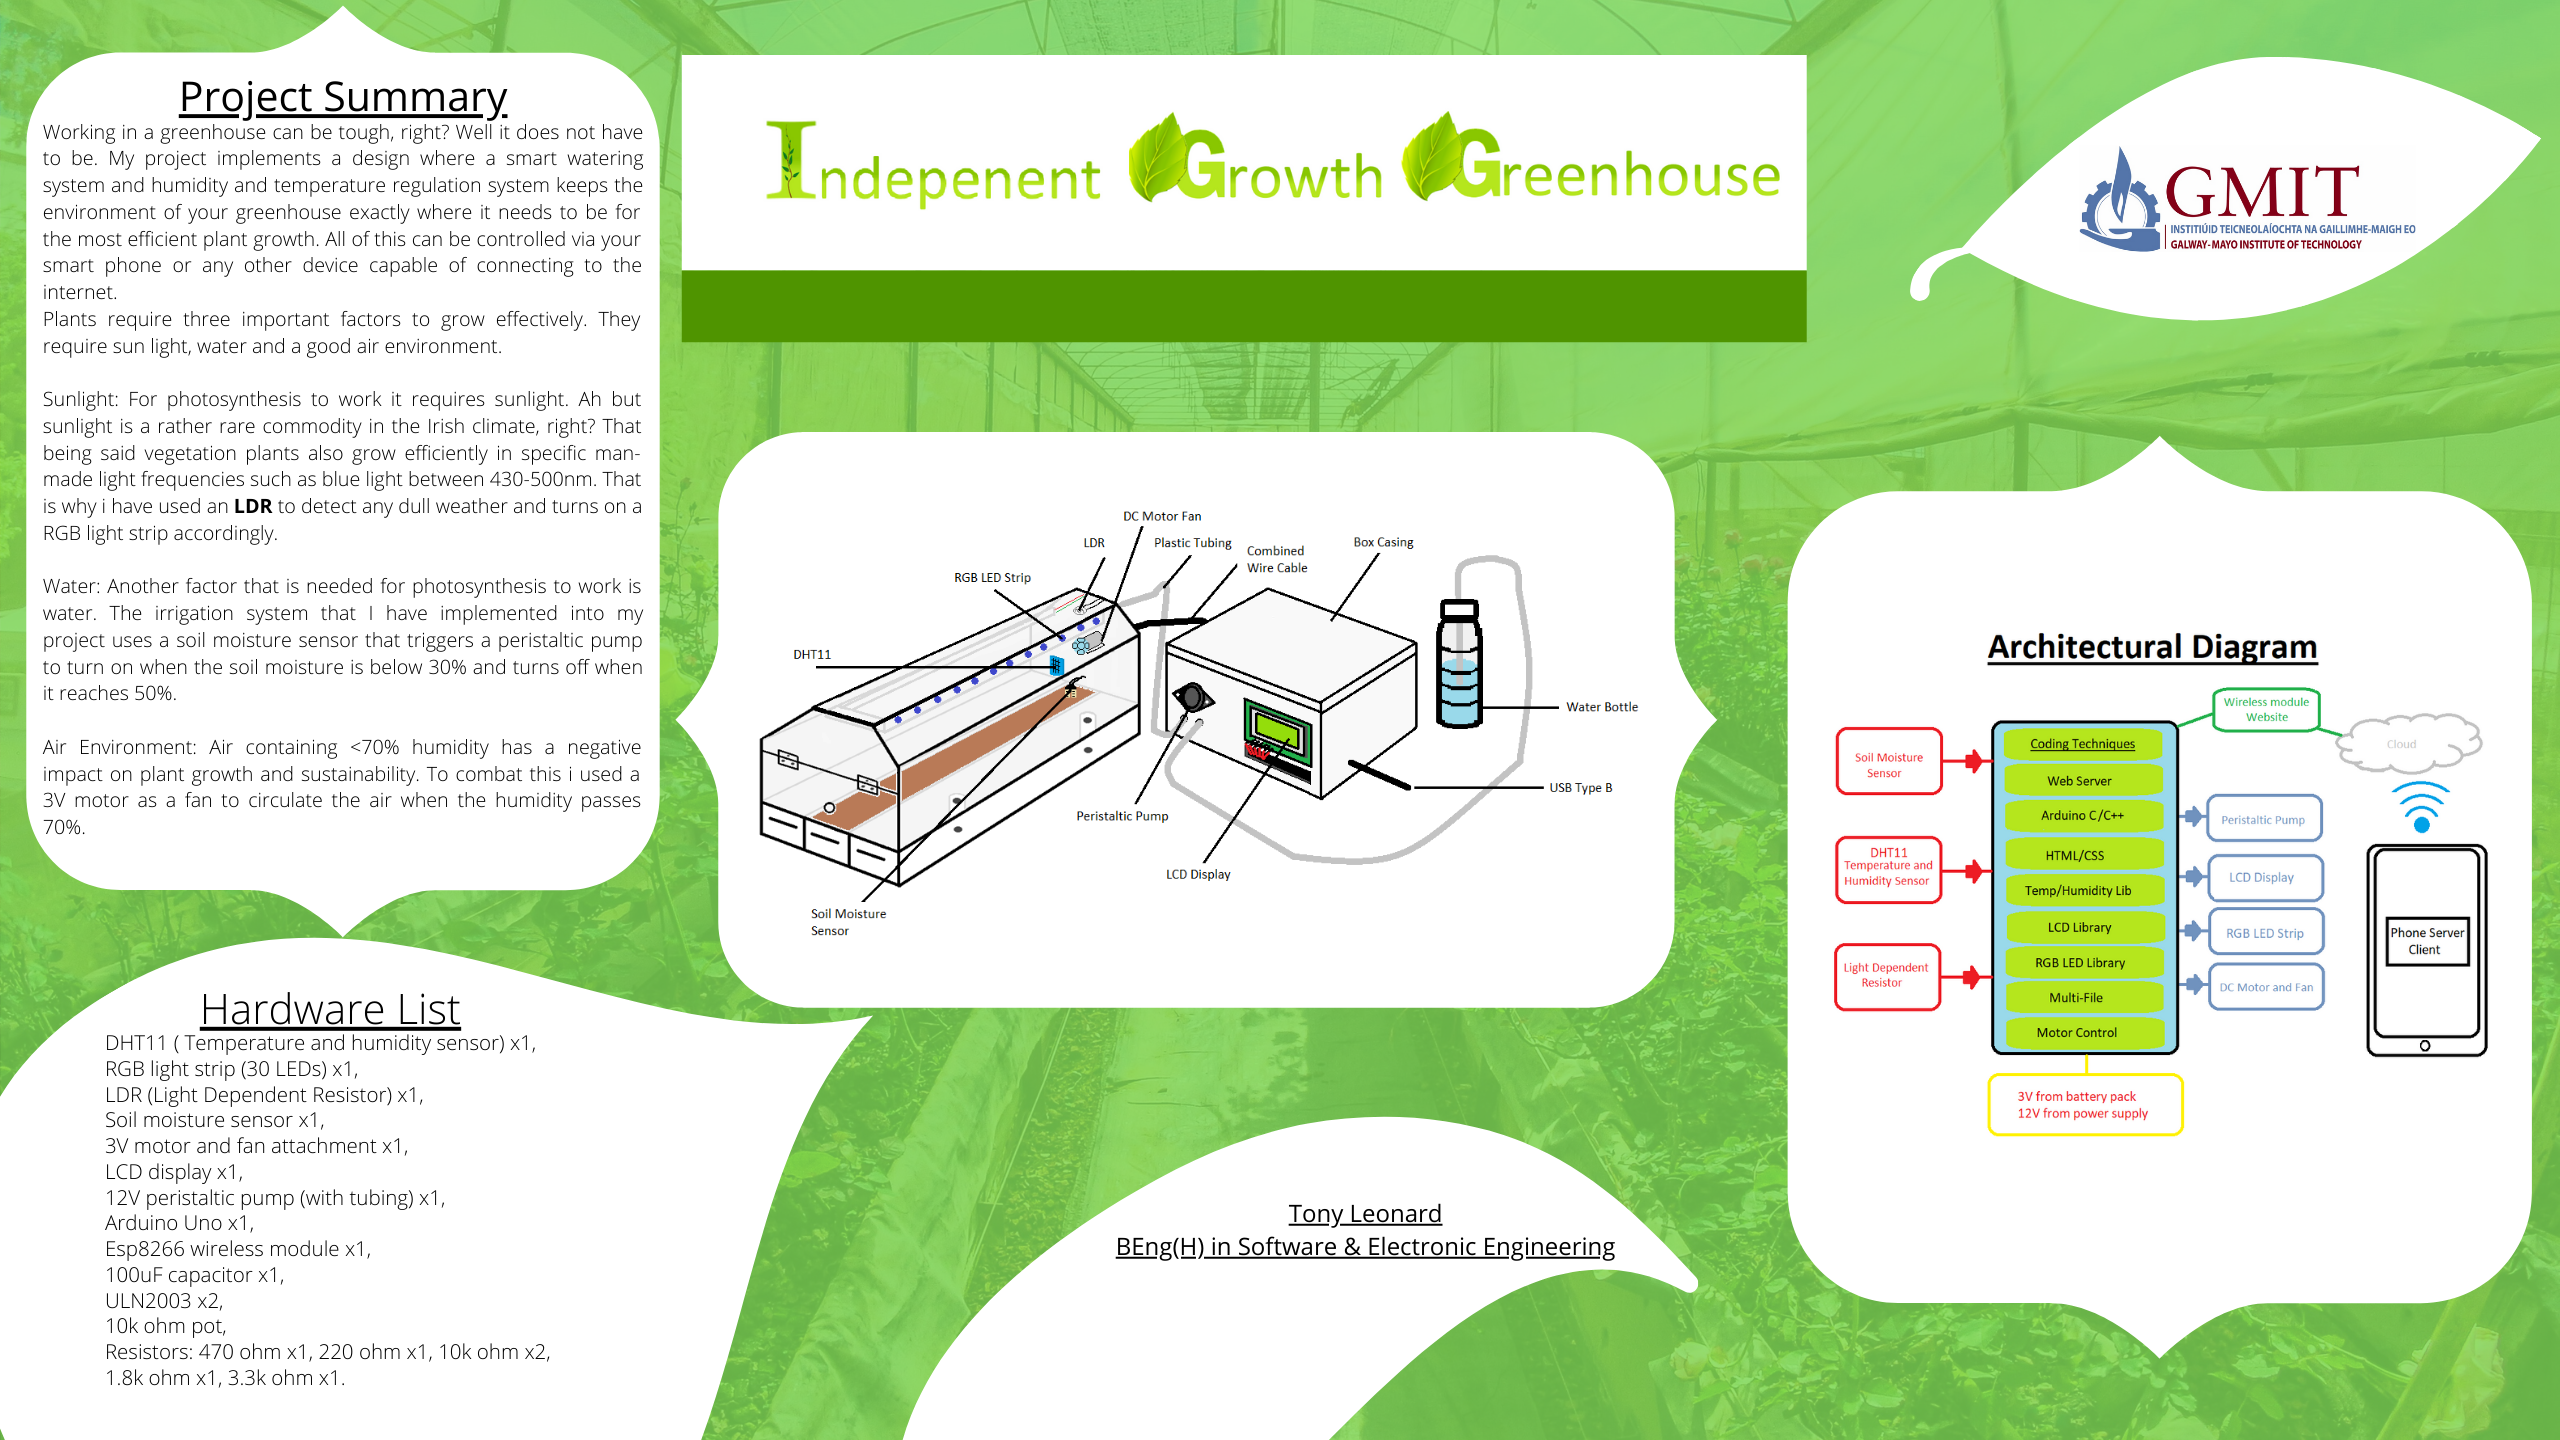 Project Summary
Working in a greenhouse can be tough, right? Well it does not have
to be. My project implements a design where a smart watering
system and humidity and temperature regulation system keeps the
environment of your greenhouse exactly where it needs to be for
the most efficient plant growth. All of this can be controlled via your
smart phone or any other device capable of connecting to the
internet.
Plants require three important factors to grow effectively. They
require sun light, water and a good air environment.
Sunlight: For photosynthesis to work it requires sunlight. Ah but
sunlight is a rather rare commodity in the Irish climate, right? That
being said vegetation plants also grow efficiently in specific man-
made light frequencies such as blue light between 430-500nm. That
is why i have used an LDR to detect any dull weather and turns on a
RGB light strip accordingly.
Water: Another factor that is needed for photosynthesis to work is
water. The irrigation system that I have implemented into my
project uses a soil moisture sensor that triggers a peristaltic pump
to turn on when the soil moisture is below 30% and turns off when
it reaches 50%.
Air Environment: Air containing <70% humidity has a negative
impact on plant growth and sustainability. To combat this i used a
3V motor as a fan to circulate the air when the humidity passes
70%.
Hardware List
DHT11 ( Temperature and humidity sensor) x1,
RGB light strip (30 LEDs) x1,
LDR (Light Dependent Resistor) x1,
Soil moisture sensor x1,
3V motor and fan attachment x1,
LCD display x1,
12V peristaltic pump (with tubing) x1,
Arduino Uno x1,
Esp8266 wireless module x1,
100uF capacitor x1,
ULN2003 x2,
10k ohm pot,
Resistors: 470 ohm x1, 220 ohm x1, 10k ohm x2,
1.8k ohm x1, 3.3k ohm x1.
Indepenent Growth Greenhouse
DC Motor Fan
LDR
Plastic Tubing
Combined
Wire Cable
Box Casing
RGB LED Strip
DHT11
Water Bottle
USB Type B
Peristaltic Pump
LCD Display
Soil Moisture
Sensor
Tony Leonard
BEng(H) in Software & Electronic Engineering
GMIT
INSTITIÚID TEICNEOLAÍOCHTA NA GAILLIMHE-MAIGH EO
GALWAY-MAYO INSTITUTE OF TECHNOLOGY
Architectural Diagram
Wireless module
Website
Cloud
Soil Moisture
Sensor
DHT11
Temperature and
Humidity Sensor
Light Dependent
Resistor
Coding Techniques
Web Server
Arduino C/C++
HTML/CSS
Temp/Humidity Lib
LCD Library
RGB LED Library
Multi-File
Motor Control
Peristaltic Pump
LCD Display
RGB LED Strip
DC Motor and Fan
Phone Server
Client
3V from battery pack
12V from power supply